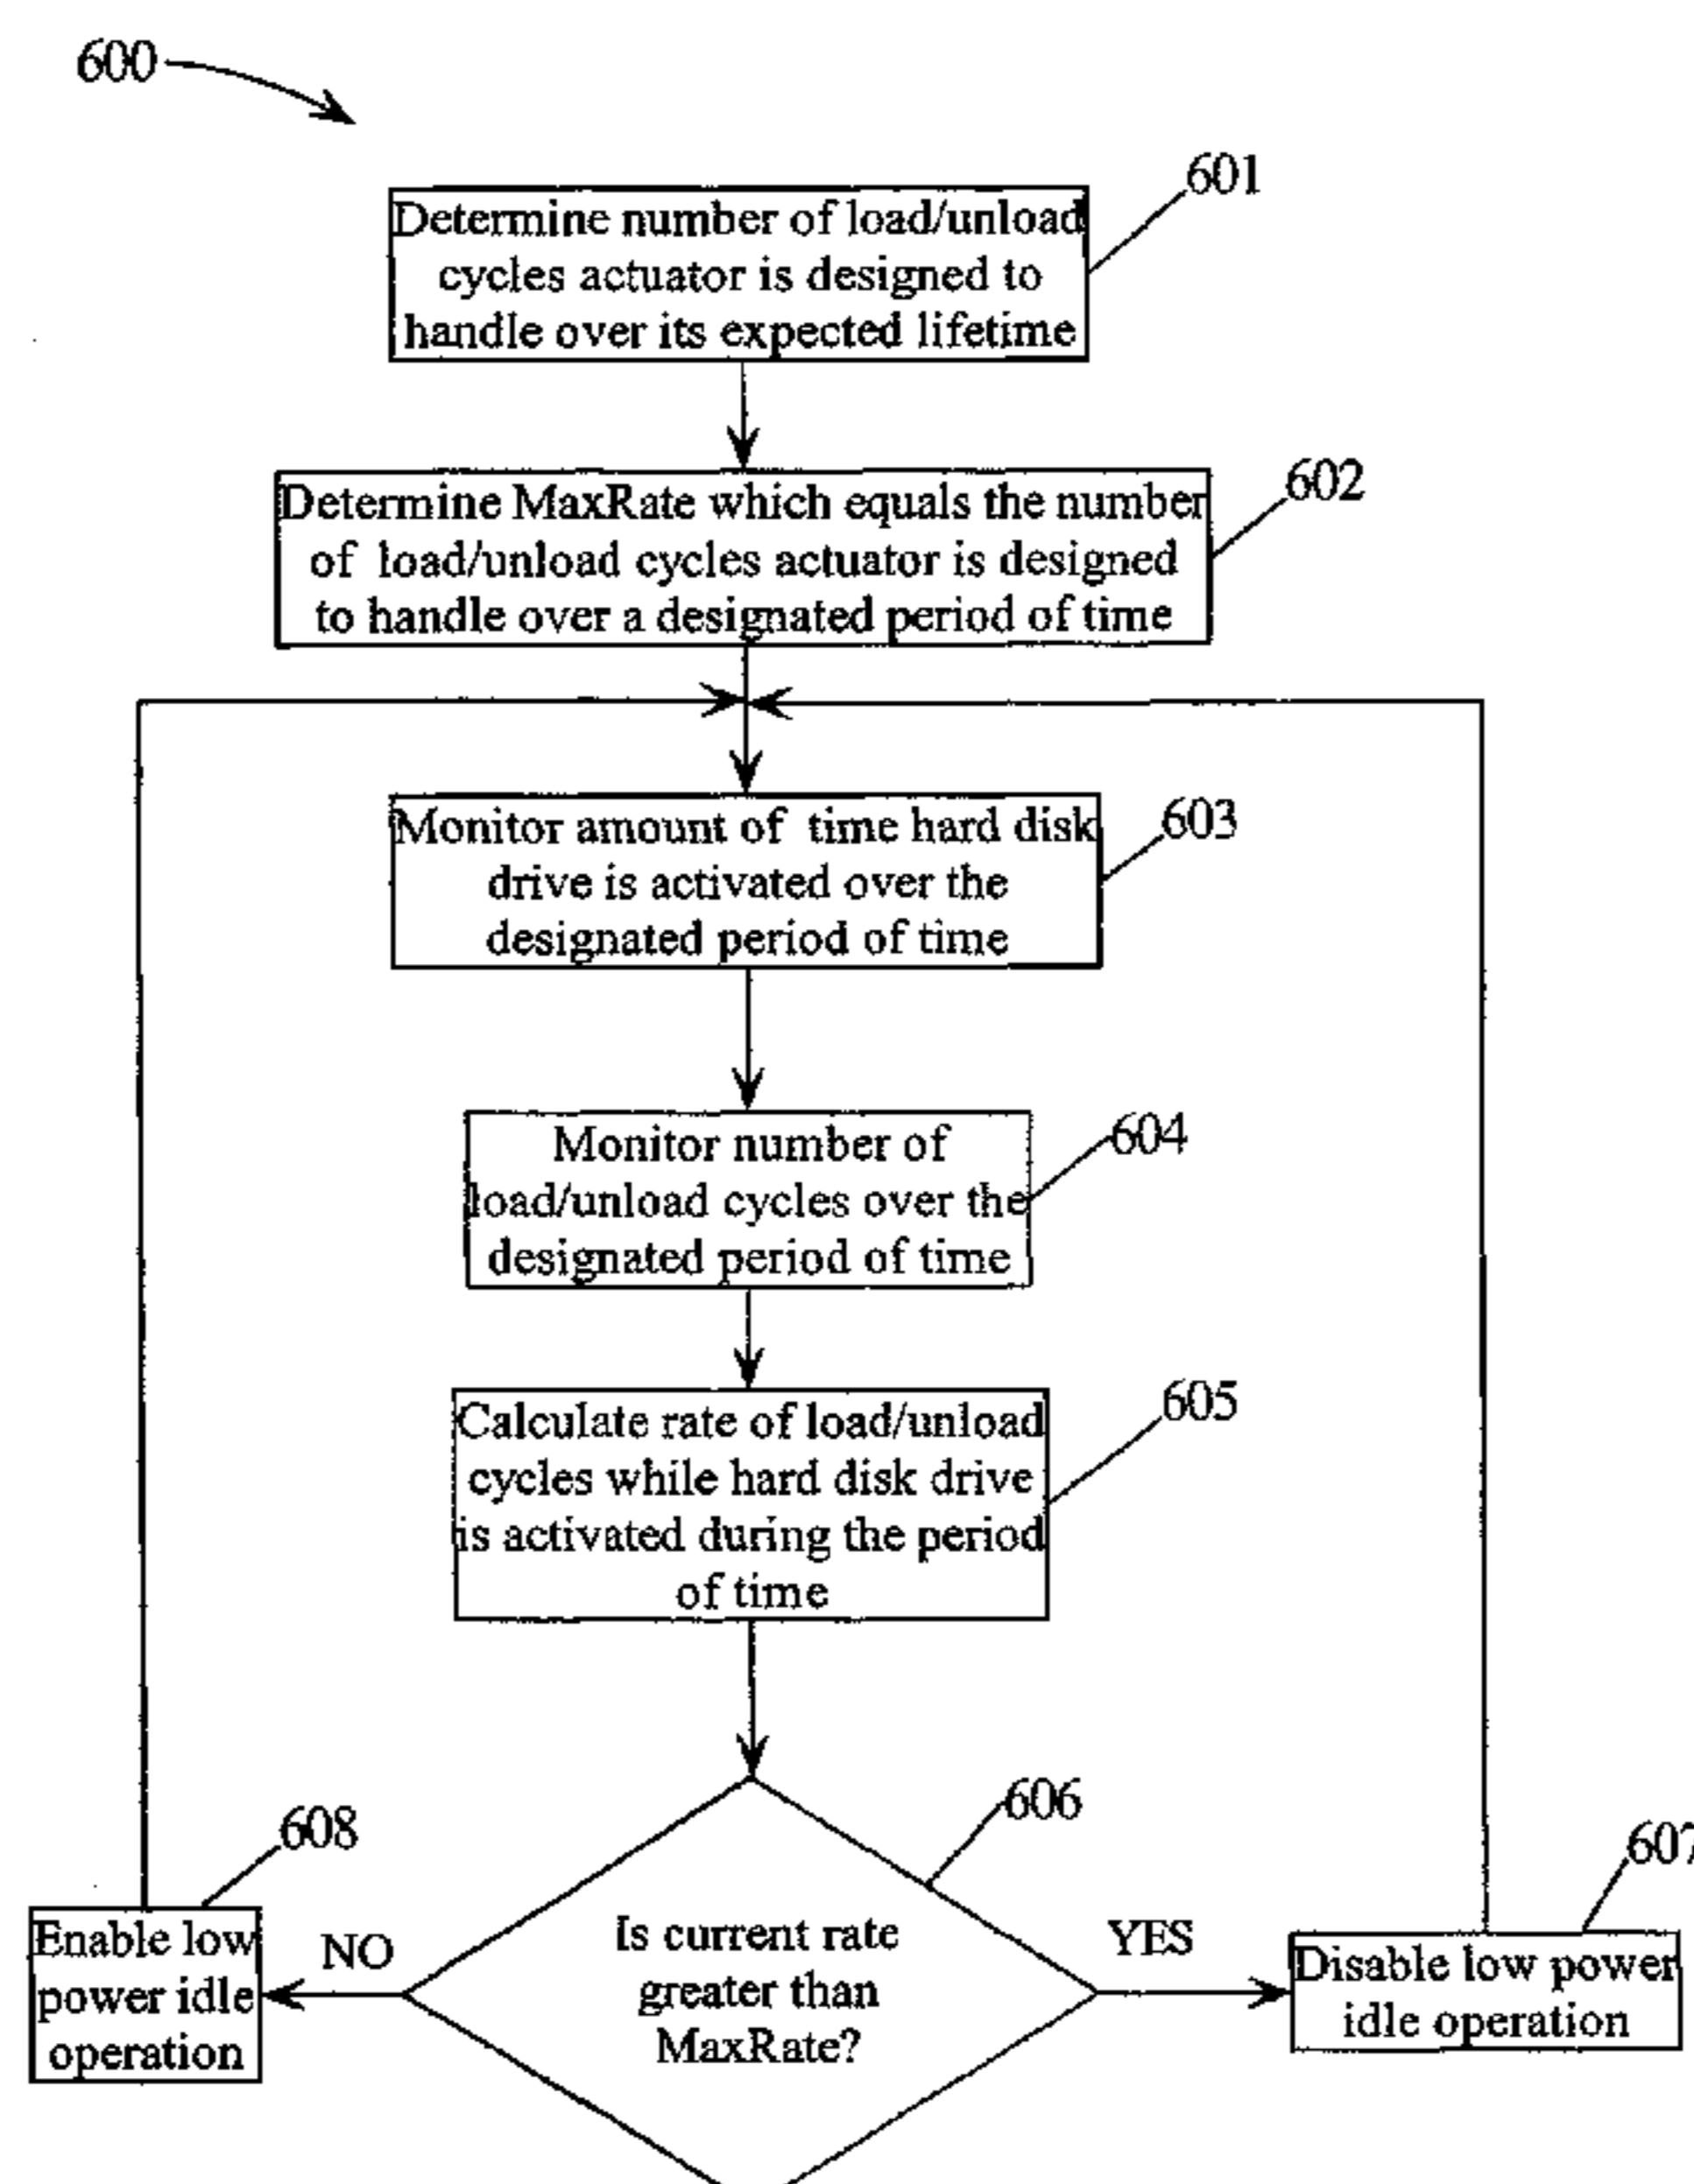 600
601
Determine number of load/unload
cycles actuator is designed to
handle over its expected lifetime
602
Determine MaxRate which equals the number
of load/unload cycles actuator is designed
to handle over a designated period of time
603
Monitor amount of time hard disk
drive is activated over the
designated period of time
604
Monitor number of
load/unload cycles over the
designated period of time
605
Calculate rate of load/unload
cycles while hard disk drive
is activated during the period
of time
606
Is current rate
greater than
MaxRate?
608
NO
Enable low
power idle
operation
607
YES
Disable low power
idle operation